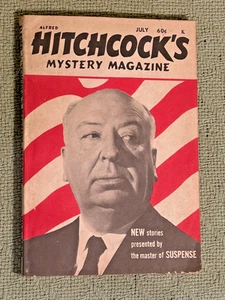 ALFRED
HITCHCOCK'S
JULY 60¢
MYSTERY MAGAZINE
NEW stories
presented by
the master of SUSPENSE